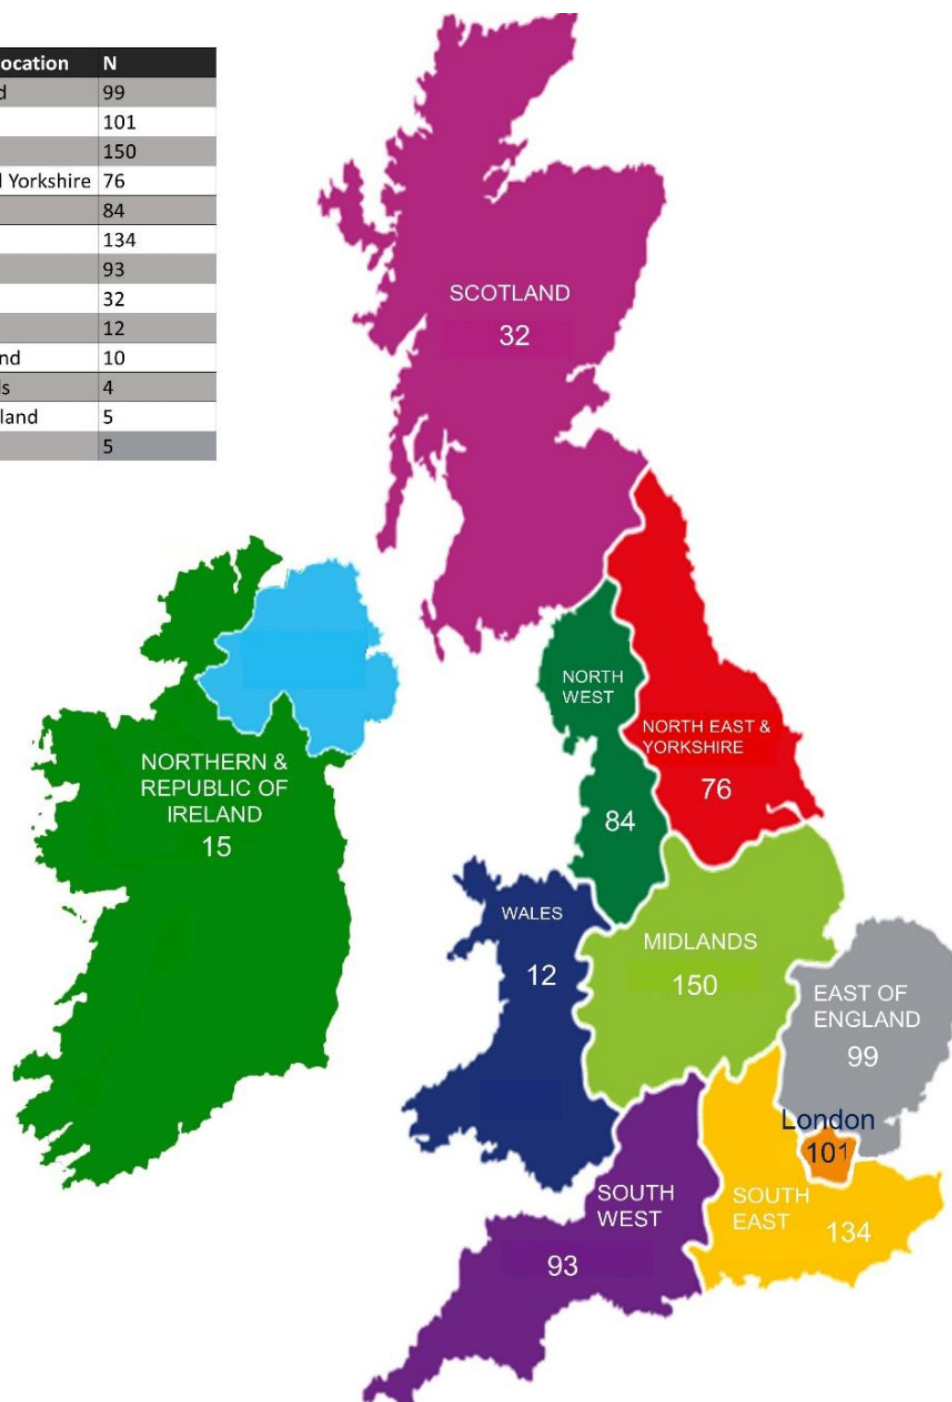 ocation N
d 99
101
150
l Yorkshire 76
84
134
93
32
12
nd 10
ls 4
land 5
5
SCOTLAND
32
NORTH
WEST
NORTH EAST &
YORKSHIRE
76
84
NORTHERN &
REPUBLIC OF
IRELAND
15
WALES
12
MIDLANDS
150
EAST OF
ENGLAND
99
London
101
SOUTH
WEST
93
SOUTH
EAST
134